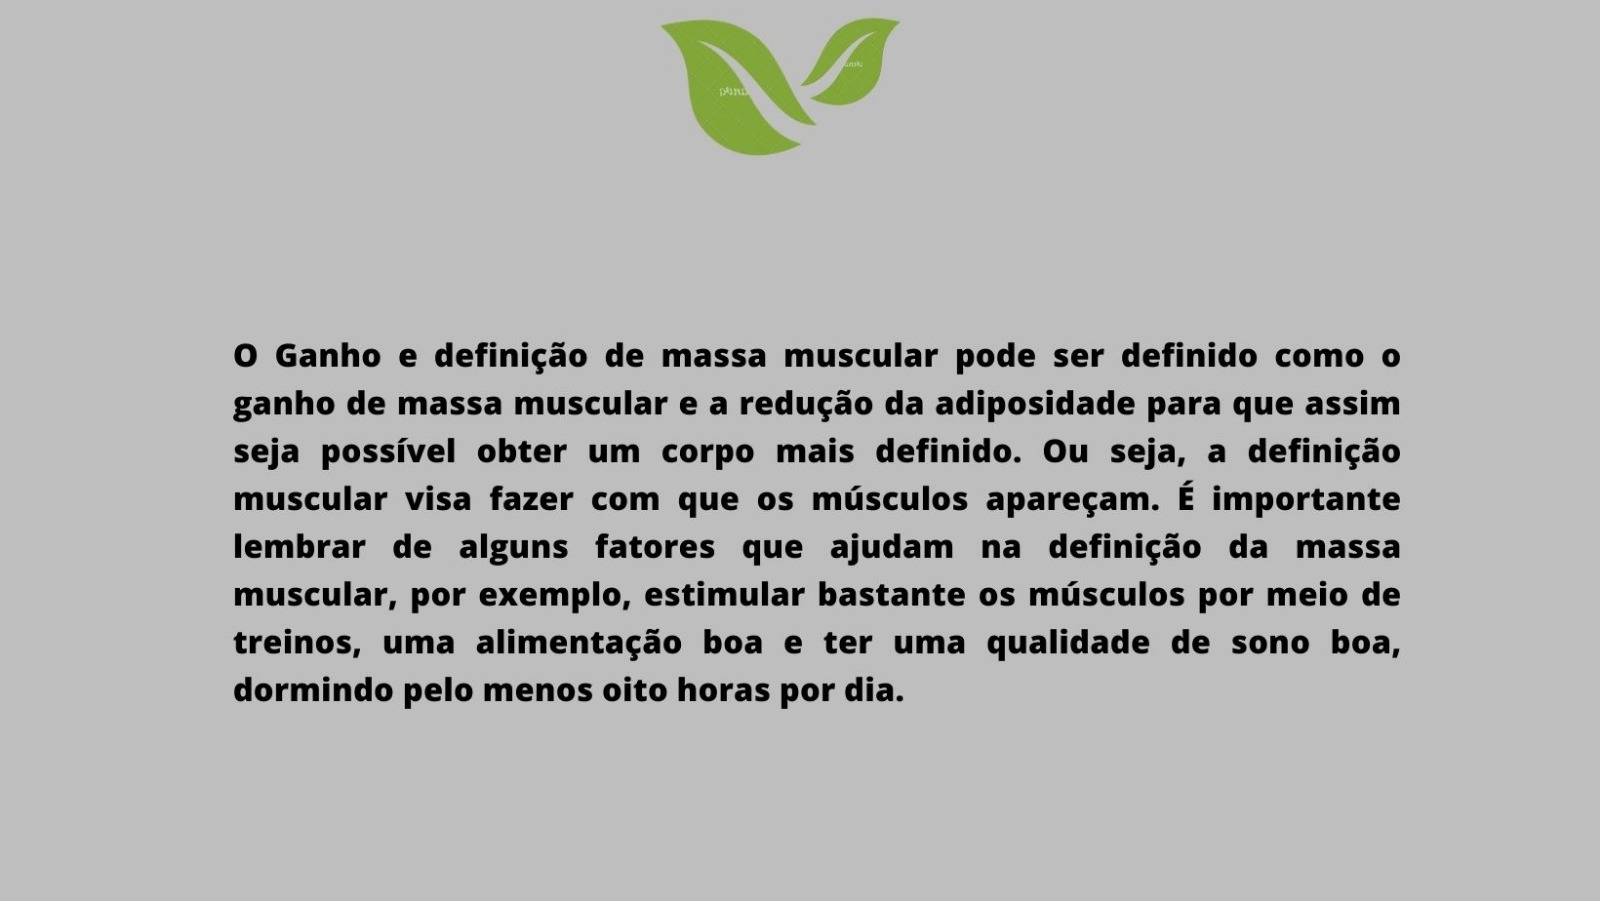 O Ganho e definição de massa muscular pode ser definido como o
ganho de massa muscular e a redução da adiposidade para que assim
seja possível obter um corpo mais definido. Ou seja, a definição
muscular visa fazer com que os músculos apareçam. É importante
lembrar de alguns fatores que ajudam na definição da massa
muscular, por exemplo, estimular bastante os músculos por meio de
treinos, uma alimentação boa e ter uma qualidade de sono boa,
dormindo pelo menos oito horas por dia.